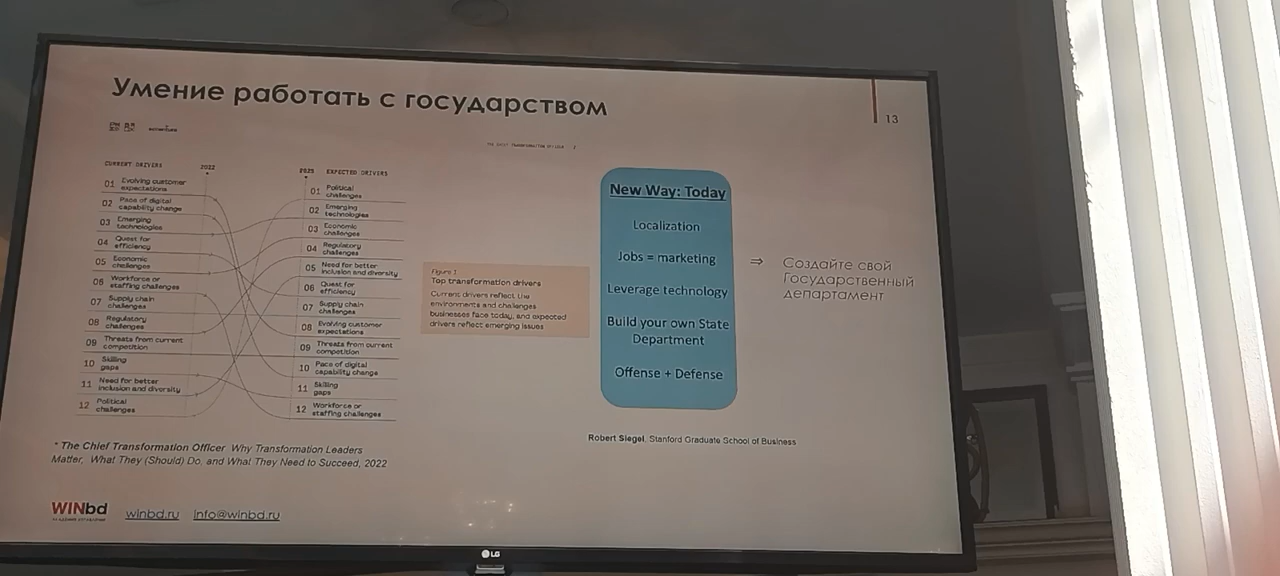 Умение работать с государством
13
accenture
CURRENT DRIVERS
2022
01 Evolving customer
expectations
02 Pace of digital
capability change
03 Emerging
technologies
04 Quest for
efficiency
05 Economic
challenges
06 Workforce or
staffing challenges
07 Supply chain
challenges
08 Regulatory
challenges
09 Threats from current
competition
10 Skilling
gaps
11 Need for better
inclusion and diversity
12 Political
challenges
2025
EXPECTED DRIVERS
01 Political
challenges
02 Emerging
technologies
03 Economic
challenges
04 Regulatory
challenges
05 Need for better
inclusion and diversity
06 Quest for
efficiency
07 Supply chain
challenges
08 Evolving customer
expectations
09 Threats from current
competition
10 Pace of digital
capability change
11 Skilling
gaps
12 Workforce or
staffing challenges
Figure 1
Top transformation drivers
Current drivers reflect the
environments and challenges
businesses face today, and expected
drivers reflect emerging issues
New Way: Today
Localization
Jobs = marketing
Leverage technology
Build your own State
Department
Offense + Defense
⇒ Создайте свой
Государственный
департамент
Robert Siegel, Stanford Graduate School of Business
* The Chief Transformation Officer Why Transformation Leaders
Matter, What They (Should) Do, and What They Need to Succeed, 2022
WINbd
winbd.ru info@winbd.ru
LG